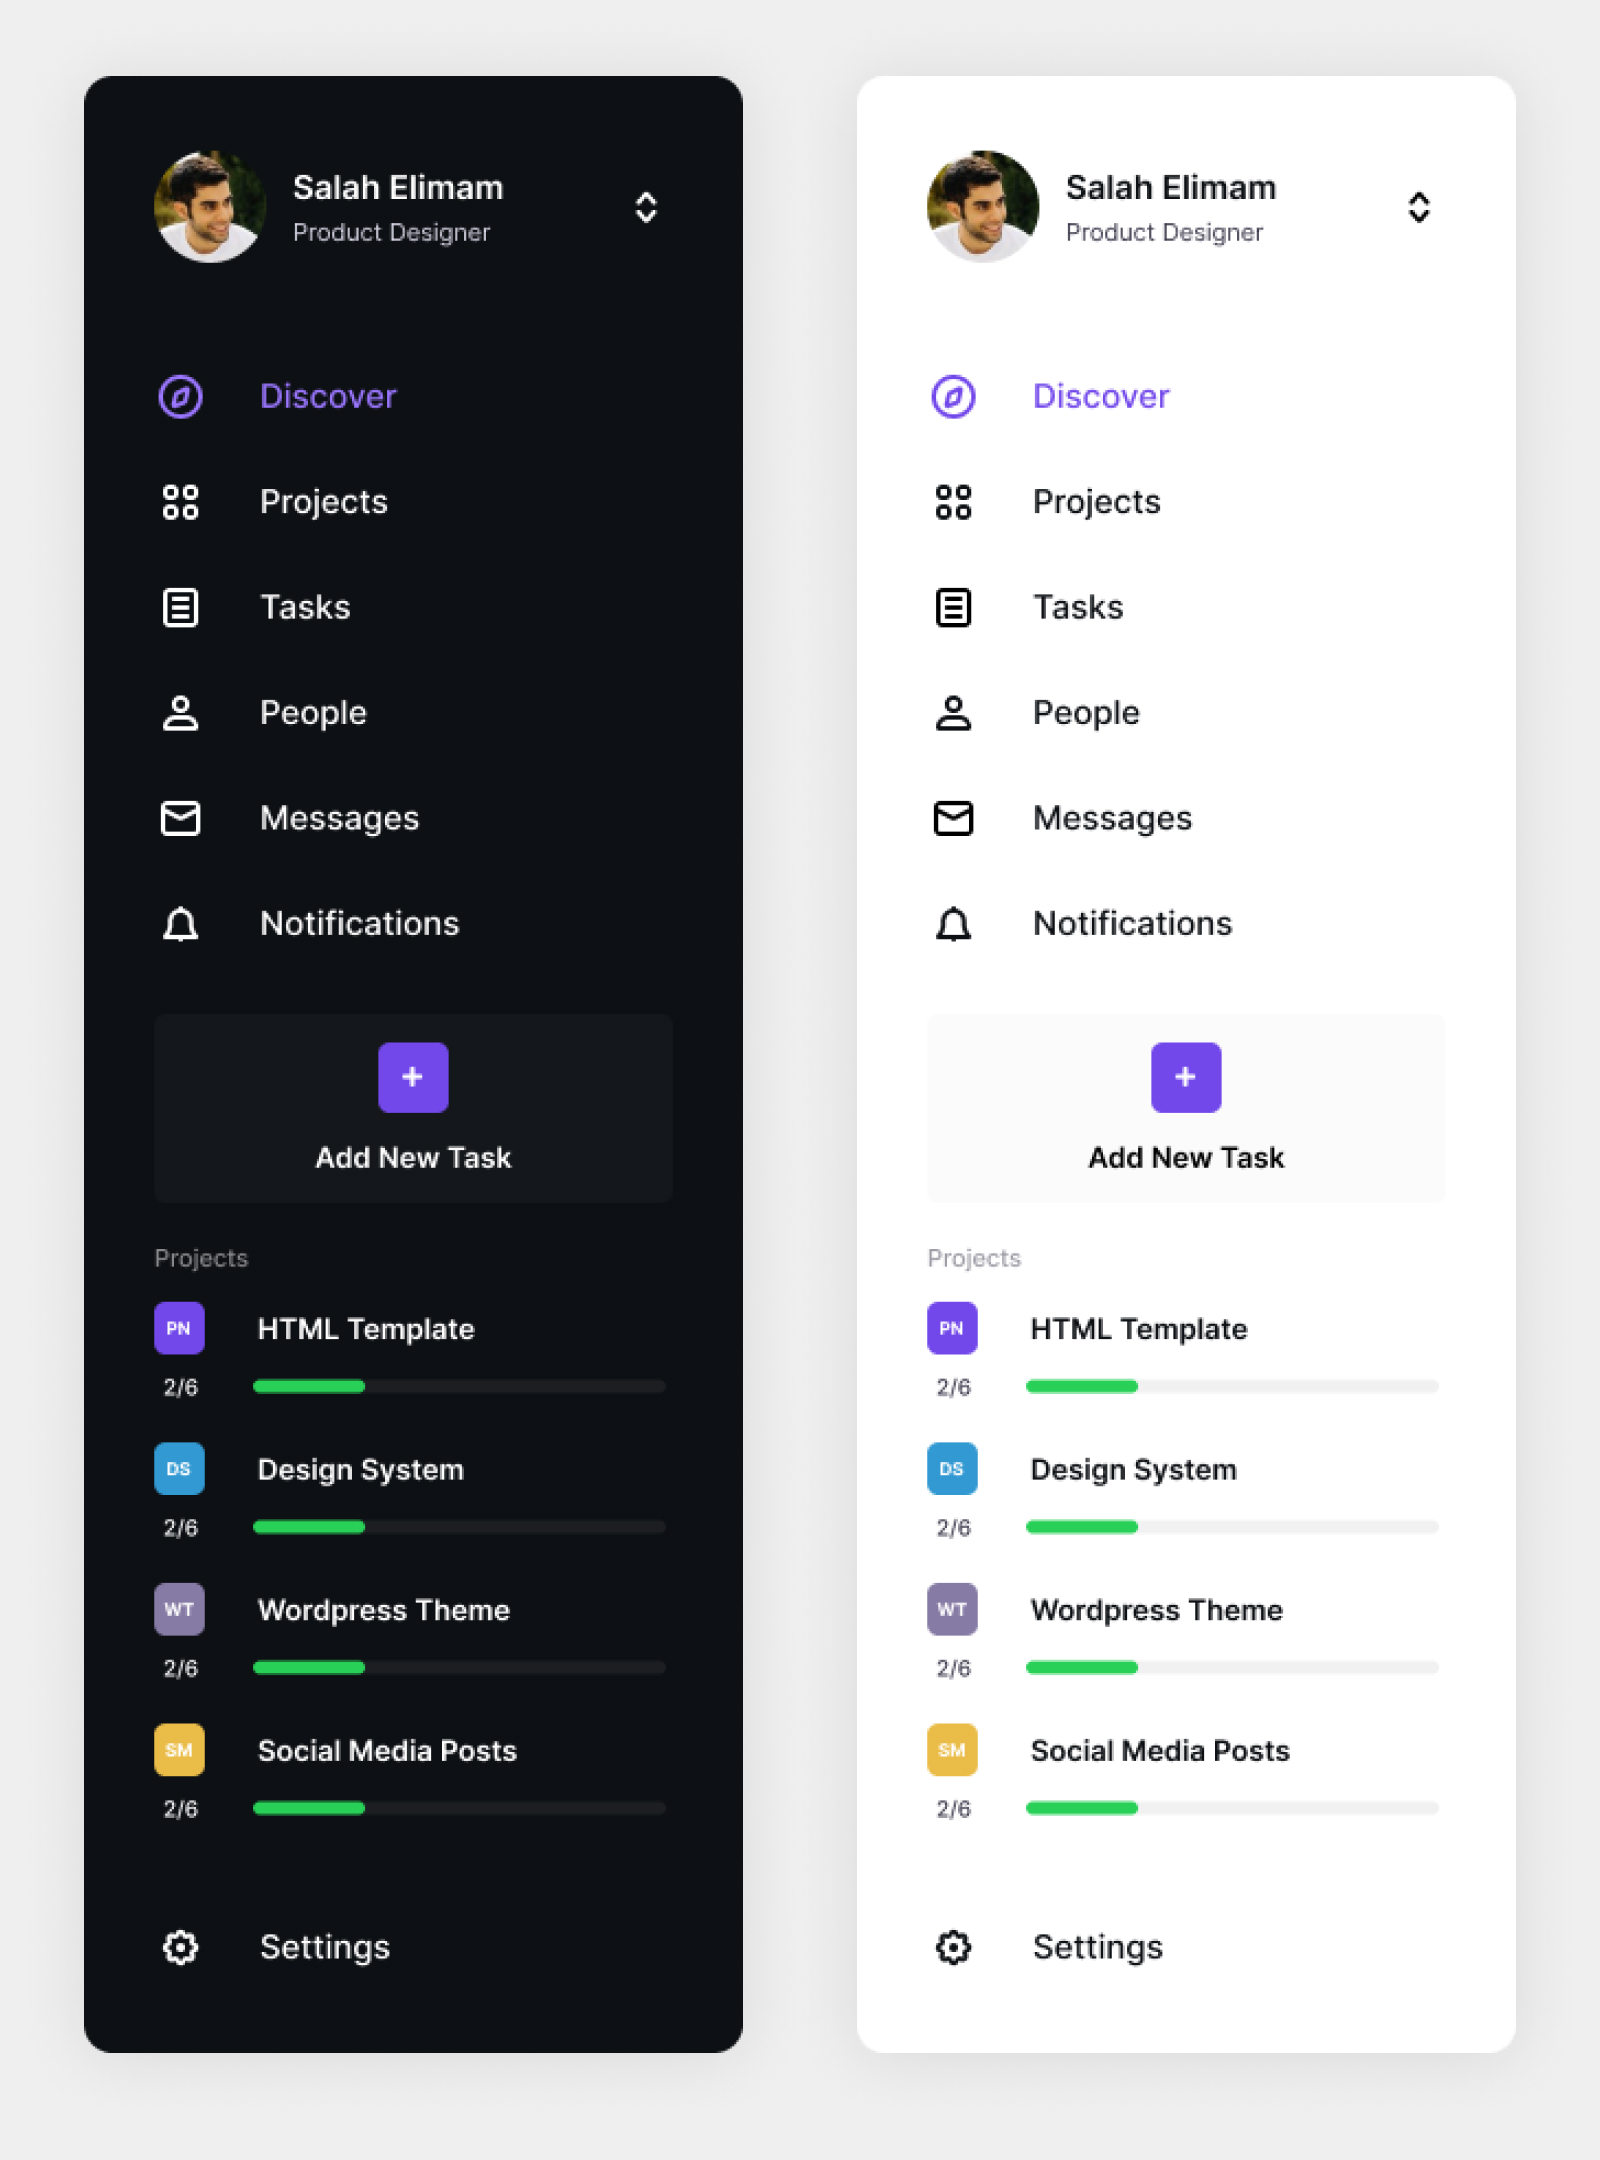 Salah Elimam
Product Designer
Discover
Projects
Tasks
People
Messages
Notifications
+
Add New Task
Projects
PN HTML Template
2/6
DS Design System
2/6
WT Wordpress Theme
2/6
SM Social Media Posts
2/6
Settings
Salah Elimam
Product Designer
Discover
Projects
Tasks
People
Messages
Notifications
+
Add New Task
Projects
PN HTML Template
2/6
DS Design System
2/6
WT Wordpress Theme
2/6
SM Social Media Posts
2/6
Settings